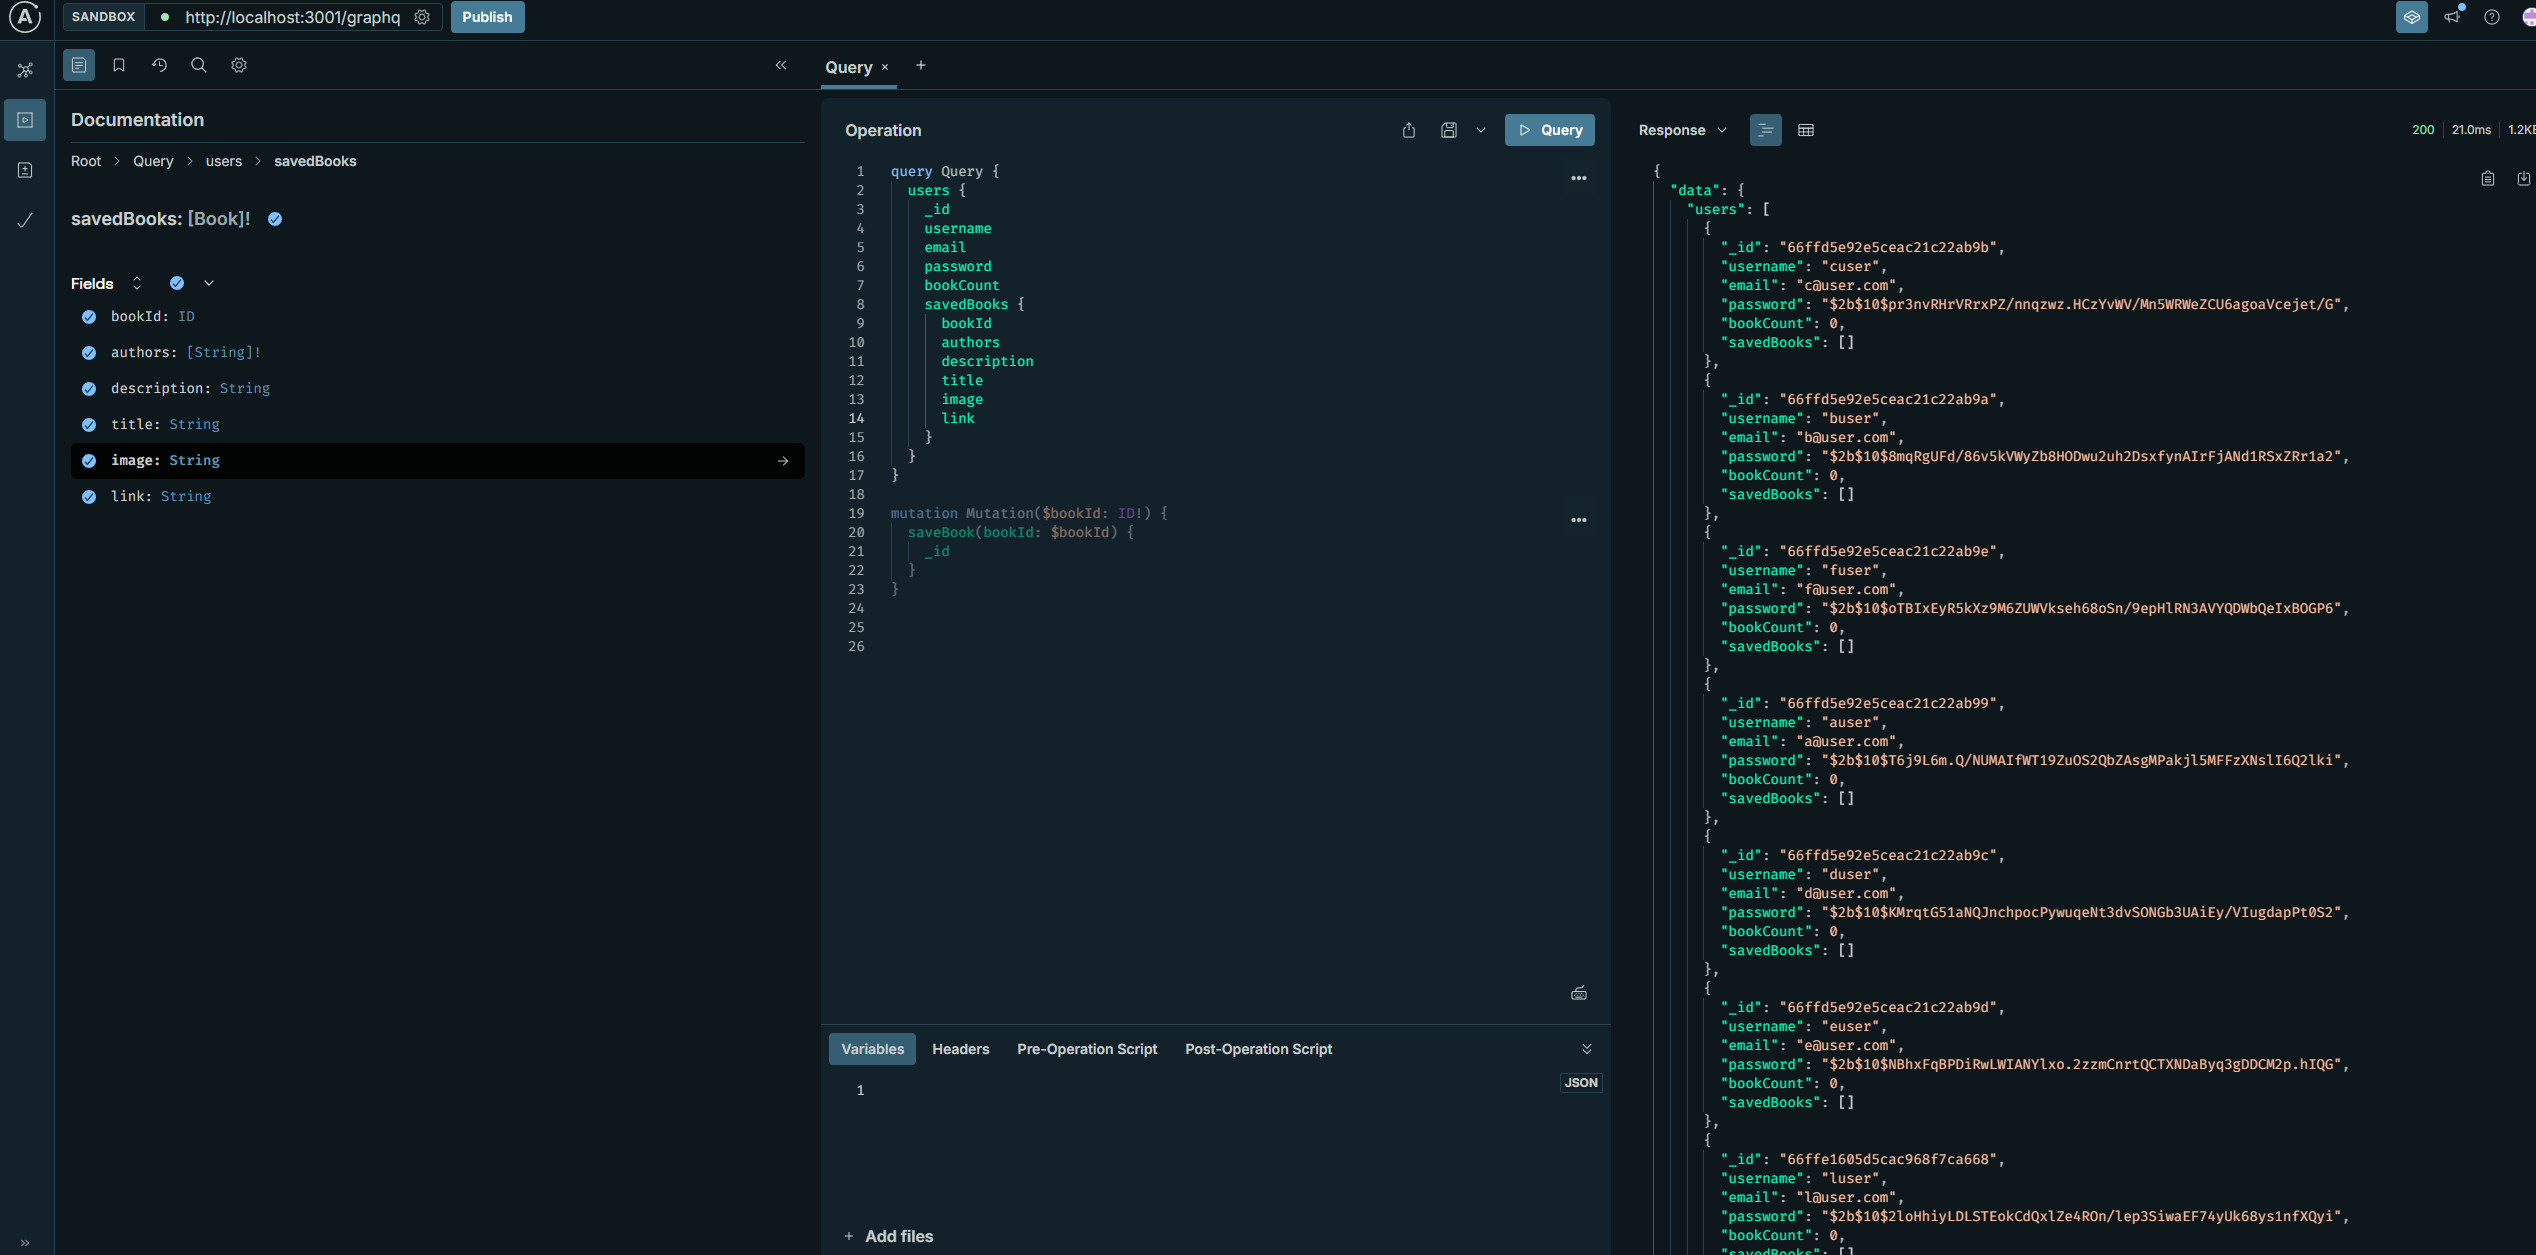 SANDBOX
http://localhost:3001/graphq
Publish
Documentation
Root > Query > users > savedBooks
savedBooks: [Book]!
Fields
bookId: ID
authors: [String]!
description: String
title: String
image: String
link: String
Query × +
Operation
Query
1 query Query {
2 users {
3 _id
4 username
5 email
6 password
7 bookCount
8 savedBooks {
9 bookId
10 authors
11 description
12 title
13 image
14 link
15 }
16 }
17 }
18
19 mutation Mutation($bookId: ID!) {
20 saveBook(bookId: $bookId) {
21 _id
22 }
23 }
24
25
26
Variables
Headers
Pre-Operation Script
Post-Operation Script
JSON
1
+ Add files
Response
200
21.0ms
{
"data": {
"users": [
{
"_id": "66ffd5e92e5ceac21c22ab9b",
"username": "cuser",
"email": "c@user.com",
"password": "$2b$10$pr3nvRHrVRrxPZ/nnqzwz.HCzYvWV/Mn5WRWeZCU6agoaVcejet/G",
"bookCount": 0,
"savedBooks": []
},
{
"_id": "66ffd5e92e5ceac21c22ab9a",
"username": "buser",
"email": "b@user.com",
"password": "$2b$10$8mqRgUFd/86v5kVWyZb8HODwu2uh2DsxfynAIrFjANd1RSxZRr1a2",
"bookCount": 0,
"savedBooks": []
},
{
"_id": "66ffd5e92e5ceac21c22ab9e",
"username": "fuser",
"email": "f@user.com",
"password": "$2b$10$oTBIxEyR5kXz9M6ZUWVkseh68oSn/9epHlRN3AVYQDWbQeIxBOGP6",
"bookCount": 0,
"savedBooks": []
},
{
"_id": "66ffd5e92e5ceac21c22ab99",
"username": "auser",
"email": "a@user.com",
"password": "$2b$10$T6j9L6m.Q/NUMAIfWT19ZuOS2QbZAsgMPakjl5MFFzXNslI6Q2lki",
"bookCount": 0,
"savedBooks": []
},
{
"_id": "66ffd5e92e5ceac21c22ab9c",
"username": "duser",
"email": "d@user.com",
"password": "$2b$10$KMrqtG51aNQJnchpocPywuqeNt3dvSONGb3UAiEy/VIugdapPt0S2",
"bookCount": 0,
"savedBooks": []
},
{
"_id": "66ffd5e92e5ceac21c22ab9d",
"username": "euser",
"email": "e@user.com",
"password": "$2b$10$NBhxFqBPDiRwLWIANYlxo.2zzmCnrtQCTXNDaByq3gDDCM2p.hIQG",
"bookCount": 0,
"savedBooks": []
},
{
"_id": "66ffe1605d5cac968f7ca668",
"username": "luser",
"email": "l@user.com",
"password": "$2b$10$2loHhiyLDLSTEokCdQxlZe4ROn/lep3SiwaEF74yUk68ys1nfXQyi",
"bookCount": 0,
"savedBooks": []